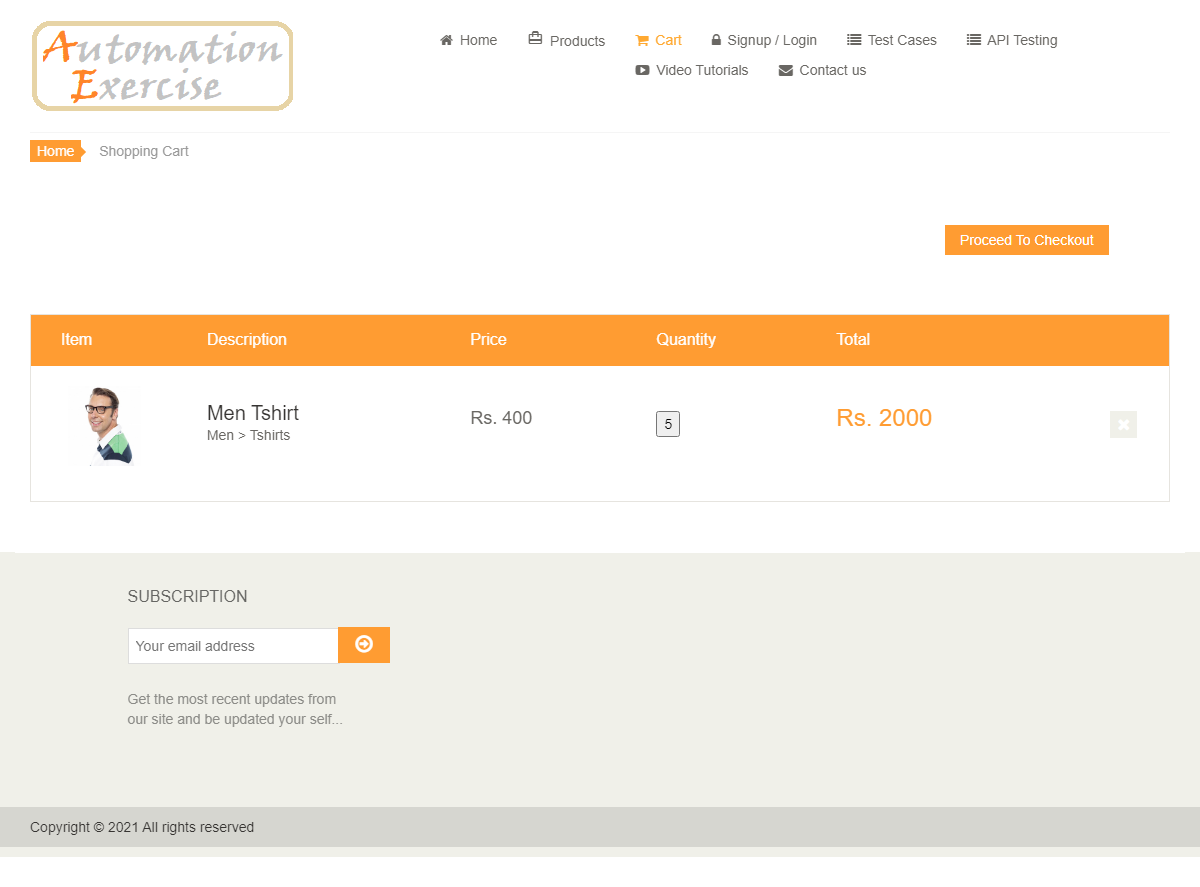 Automation
Exercise
Home
Products
Cart
Signup / Login
Test Cases
API Testing
Video Tutorials
Contact us
Home
Shopping Cart
Proceed To Checkout
Item Description Price Quantity Total
Men Tshirt
Men > Tshirts
Rs. 400
5
Rs. 2000
SUBSCRIPTION
Your email address
Get the most recent updates from
our site and be updated your self...
Copyright © 2021 All rights reserved